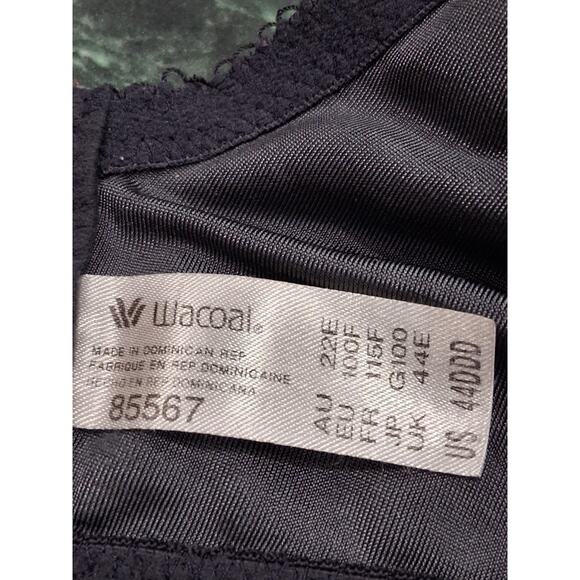 Wacoal®
MADE IN DOMINICAN REP
FABRIQUÉ EN REP DOMINICAINE
HECHO EN REP DOMINICANA
85567
AU 22E
EU 100F
FR 115F
JP G100
UK 44E
US 44DDD